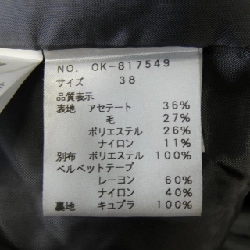 NO. CK-617549
サイズ 38
品質表示
表地 アセテート 36%
毛 27%
ポリエステル 26%
ナイロン 11%
別布 ポリエステル 100%
ベルベットテープ
レーヨン 60%
ナイロン 40%
裏地 キュプラ 100%